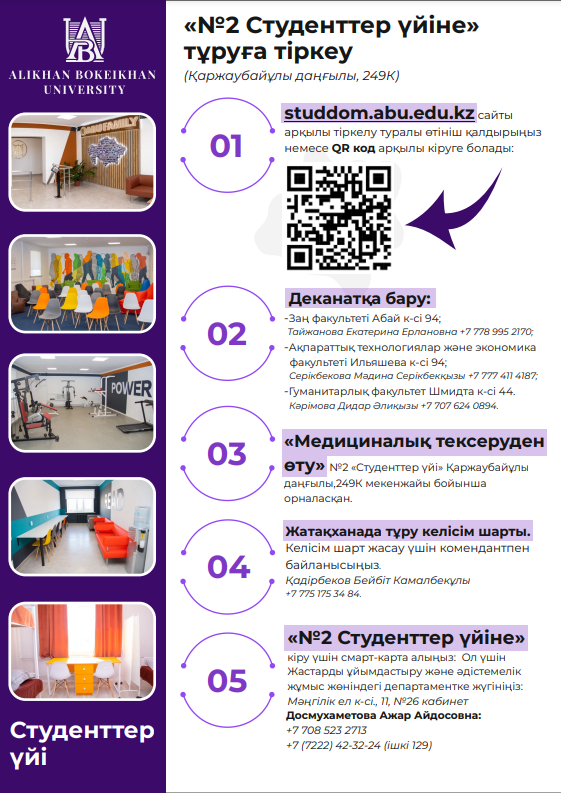 ALIKHAN BOKEIKHAN
UNIVERSITY
«№2 Студенттер үйіне»
тұруға тіркеу
(Қаржаубайұлы даңғылы, 249К)
01
studdom.abu.edu.kz сайты
арқылы тіркелу туралы өтініш қалдырыңыз
немесе QR код арқылы кіруге болады:
02
Деканатқа бару:
-Заң факультеті Абай к-сі 94;
Тайжанова Екатерина Ерлановна +7 778 995 2170;
-Ақпараттық технологиялар және экономика
факультеті Ильяшева к-сі 94;
Серікбекова Мәдина Серікбекқызы +7 777 411 4187;
-Гуманитарлық факультет Шмидта к-сі 44.
Кәрімова Дидар Әлиқызы +7 707 624 0894.
03
«Медициналық тексеруден
өту» №2 «Студенттер үйі» Қаржаубайұлы
даңғылы,249К мекенжайы бойынша
орналасқан.
04
Жатақханада тұру келісім шарты.
Келісім шарт жасау үшін комендантпен
байланысыңыз.
Қадірбеков Бейбіт Камалбекұлы
+7 775 175 34 84.
05
«№2 Студенттер үйіне»
кіру үшін смарт-карта алыңыз: Ол үшін
Жастарды ұйымдастыру және әдістемелік
жұмыс жөніндегі департаментке жүгініңіз:
Мәңгілік ел к-сі., 11, №26 кабинет
Досмухаметова Ажар Айдосовна:
+7 708 523 2713
+7 (7222) 42-32-24 (ішкі 129)
POWER
Студенттер
үйі